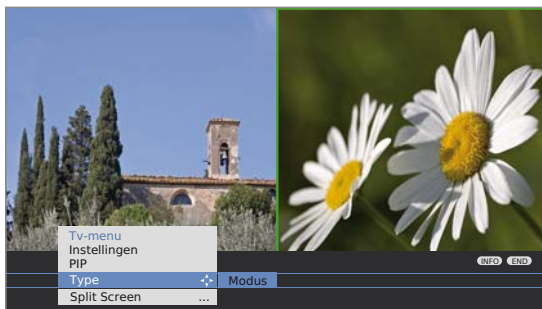 Tv-menu
Instellingen
PIP
Type Modus
Split Screen ...
INFO END